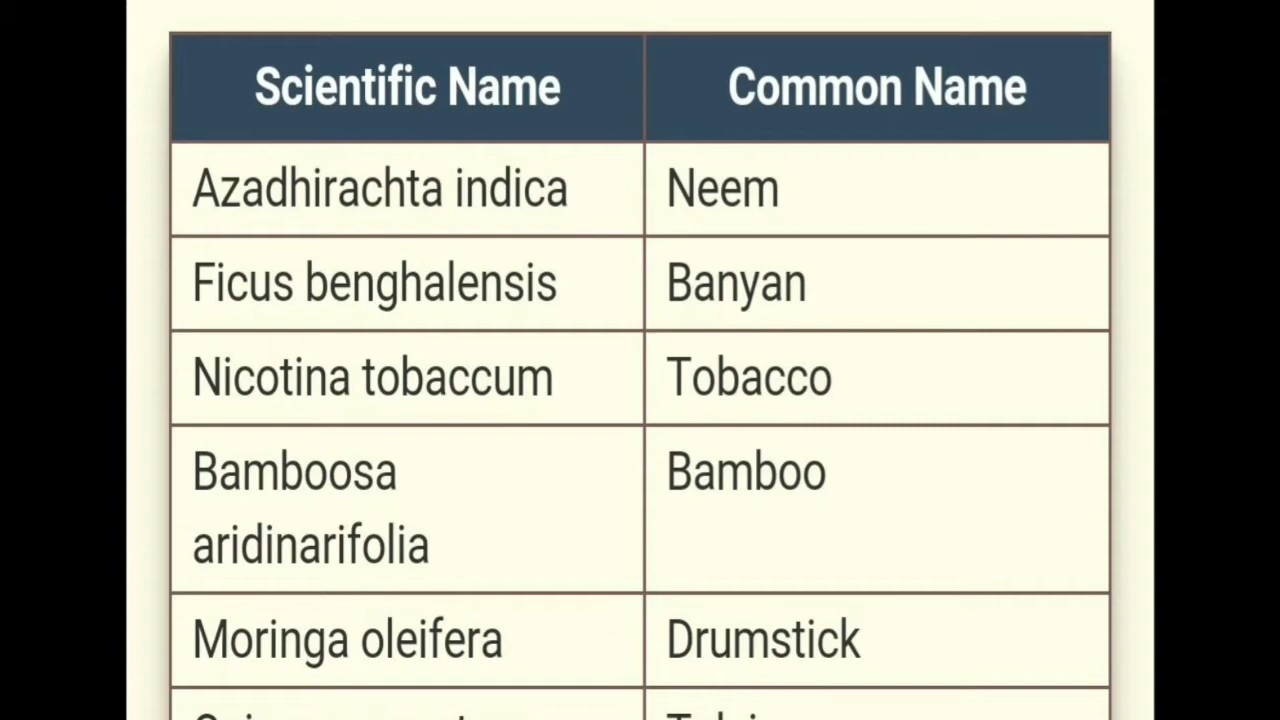 Scientific Name Common Name
Azadhirachta indica Neem
Ficus benghalensis Banyan
Nicotina tobaccum Tobacco
Bamboosa Bamboo
aridinarifolia
Moringa oleifera Drumstick